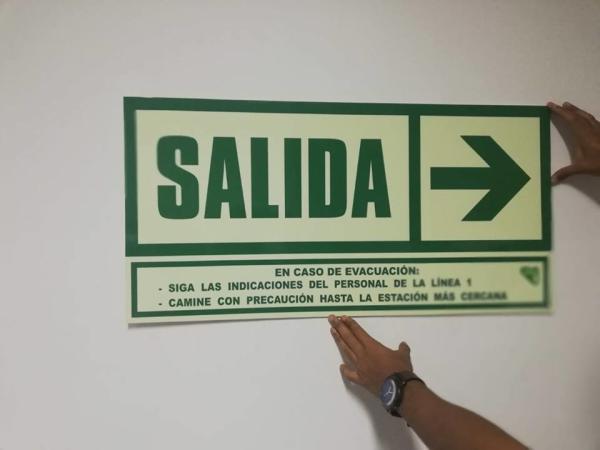 SALIDA
EN CASO DE EVACUACIÓN:
- SIGA LAS INDICACIONES DEL PERSONAL DE LA LÍNEA 1
- CAMINE CON PRECAUCIÓN HASTA LA ESTACIÓN MÁS CERCANA